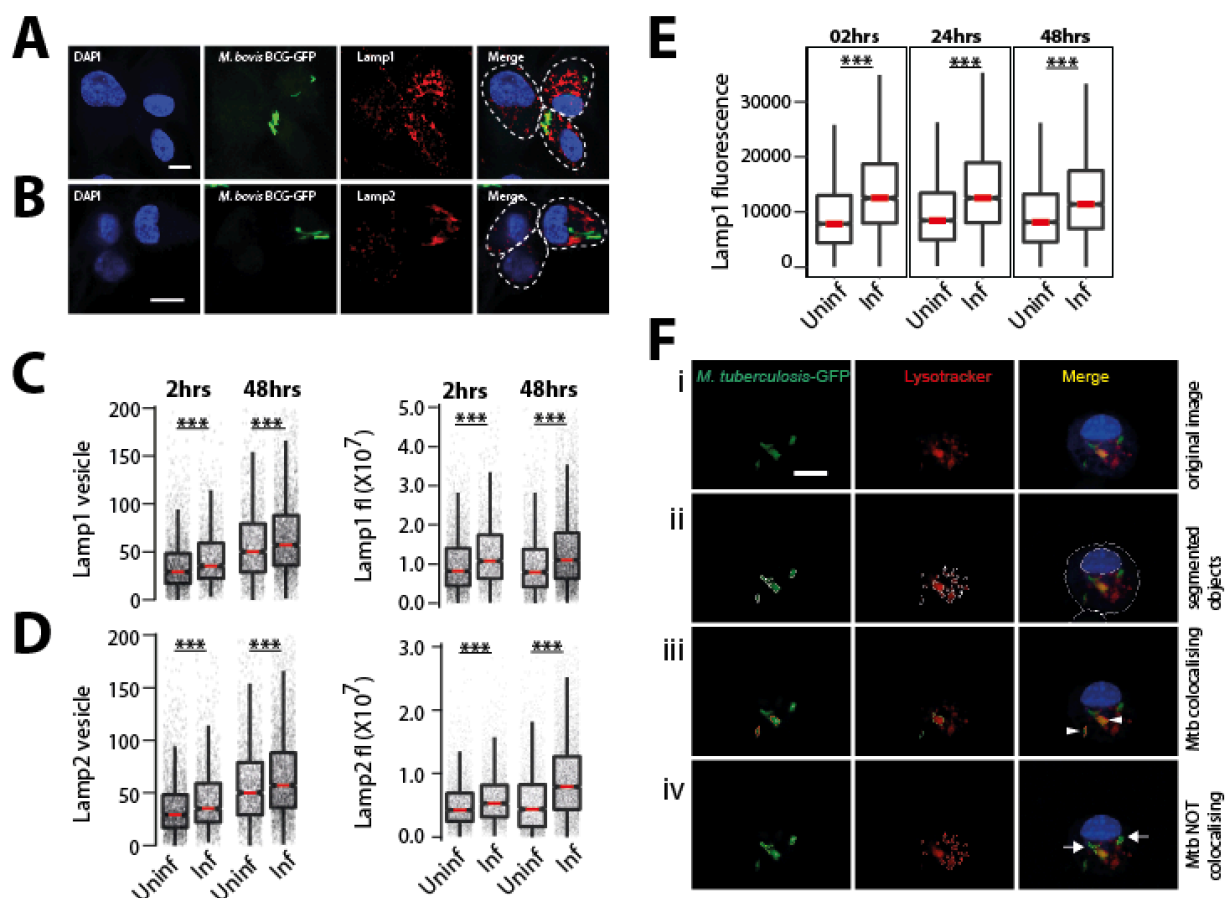 A
DAPI
M. bovis BCG-GFP
Lamp1
Merge
B
DAPI
M. bovis BCG-GFP
Lamp2
Merge
C
2hrs 48hrs
Lamp1 vesicle
200
150
100
50
0
*** ***
2hrs 48hrs
Lamp1 fl (X10⁷)
5.0
4.0
3.0
2.0
1.0
0.0
*** ***
D
Lamp2 vesicle
200
150
100
50
0
*** ***
Uninf Inf Uninf Inf
Lamp2 fl (X10⁷)
3.0
2.0
1.0
0.0
*** ***
Uninf Inf Uninf Inf
E
02hrs 24hrs 48hrs
*** *** ***
Lamp1 fluorescence
30000
20000
10000
0
Uninf Inf Uninf Inf Uninf Inf
F
i
M. tuberculosis-GFP
Lysotracker
Merge
original image
ii
segmented
objects
iii
Mtb colocalising
iv
Mtb NOT
colocalising